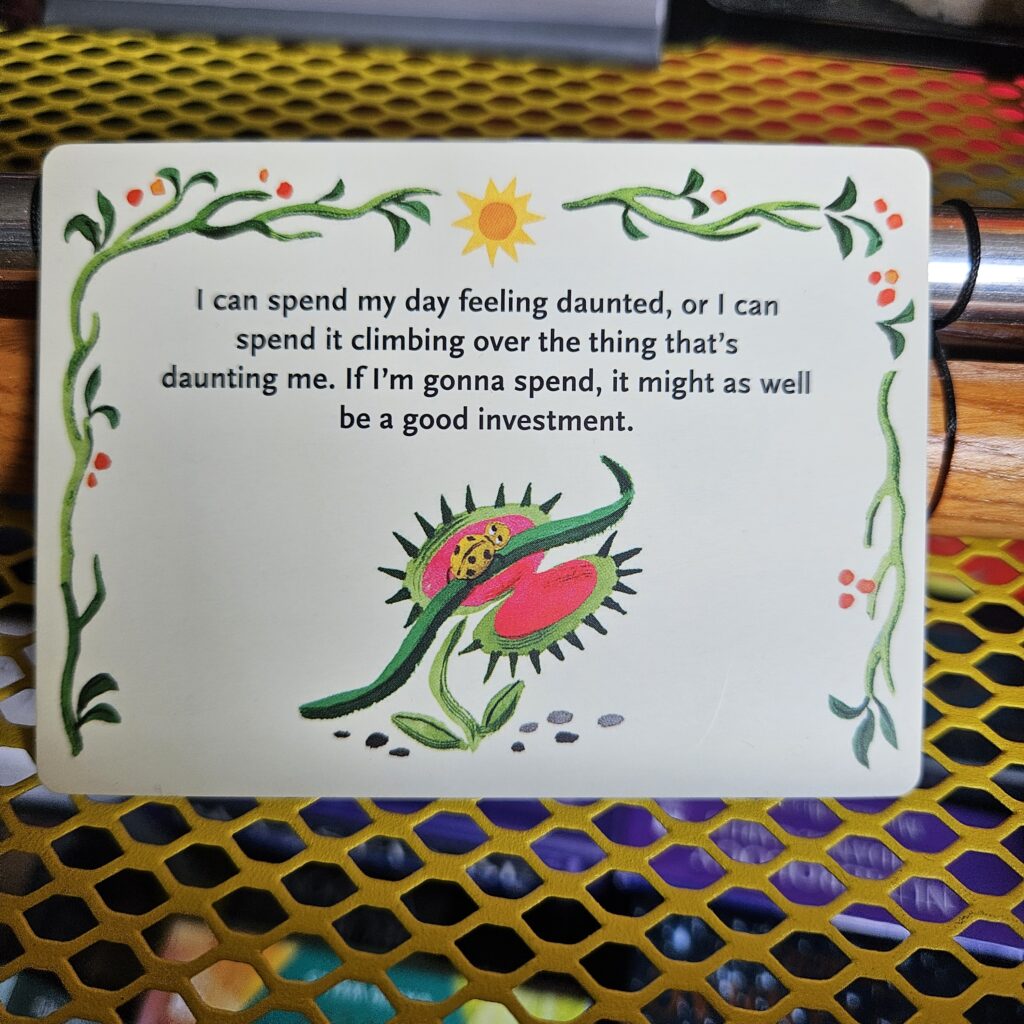 I can spend my day feeling daunted, or I can
spend it climbing over the thing that's
daunting me. If I'm gonna spend, it might as well
be a good investment.